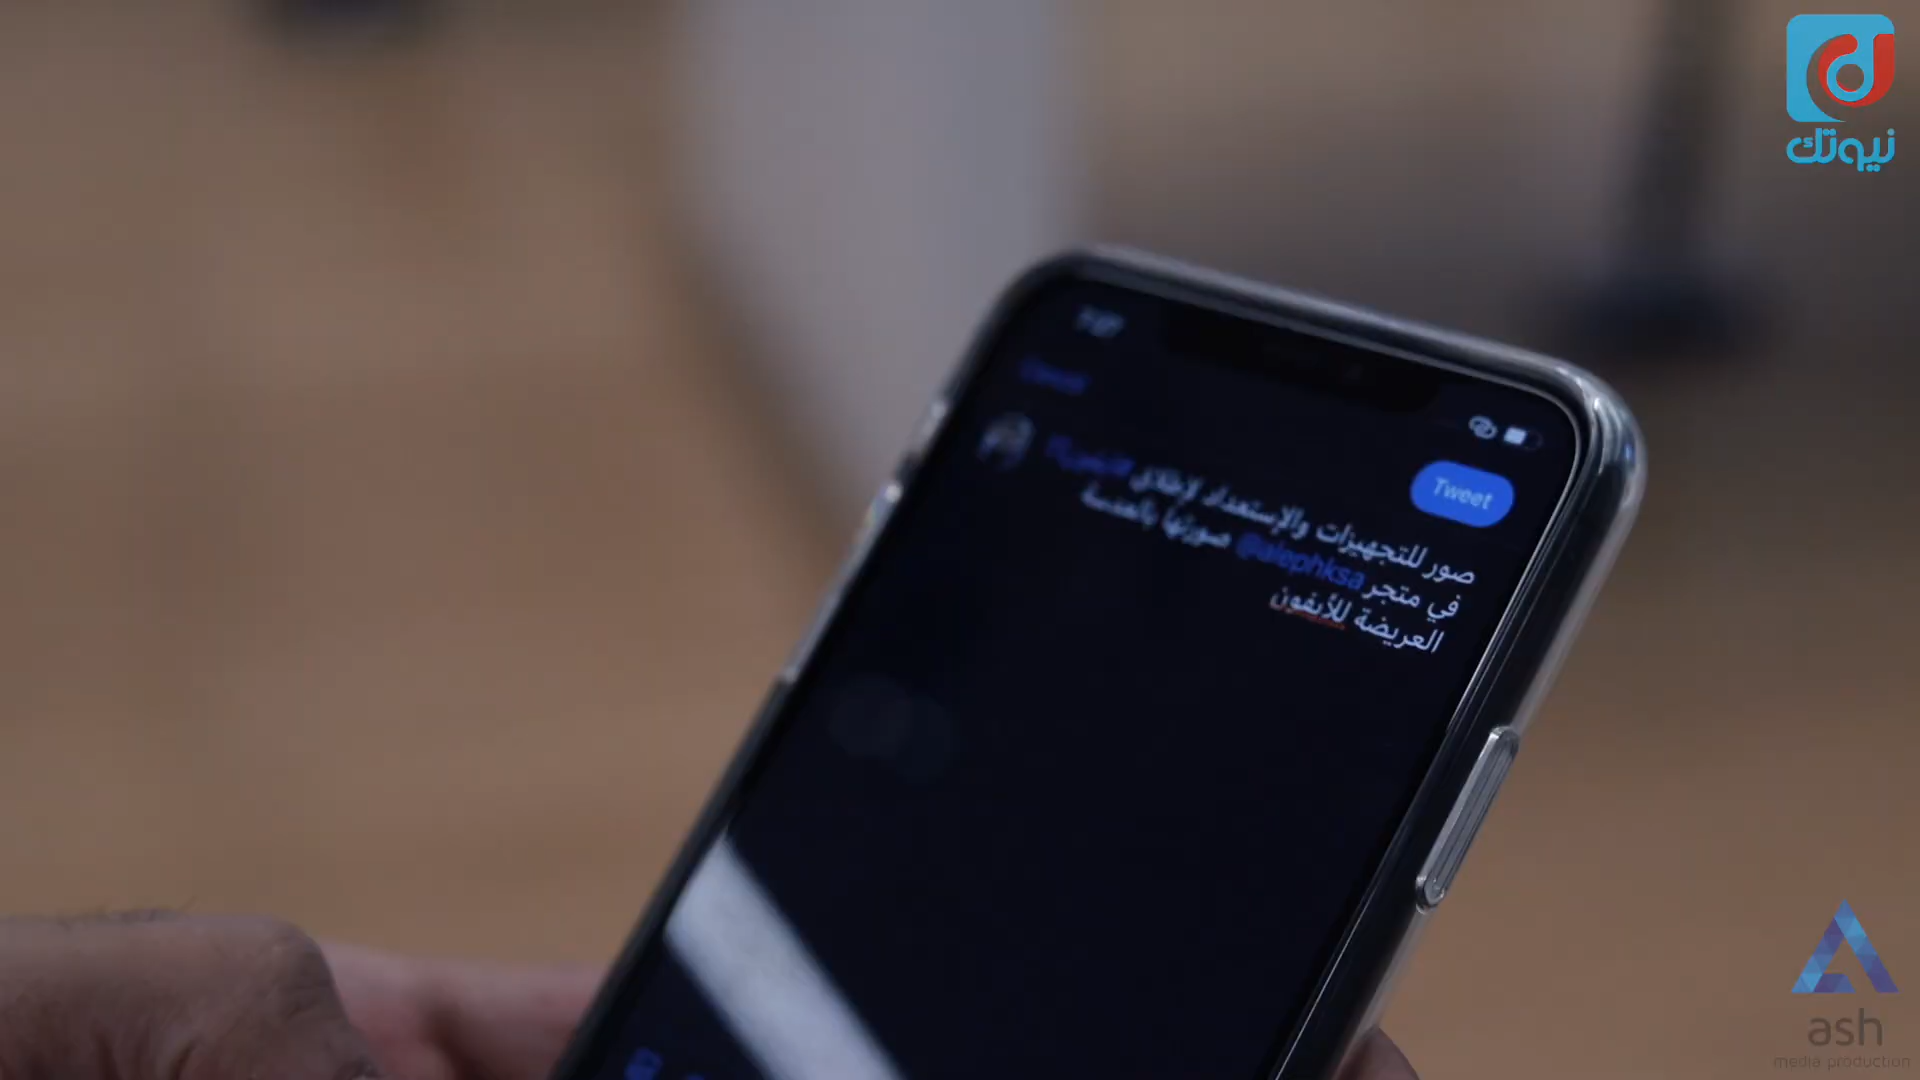 نيوتك
Tweet
صور للتجهيزات والإستعداد لإطلاق
في متجر @alephksa صورتها بالعدسة
العريضة للأيفون
ash
media production